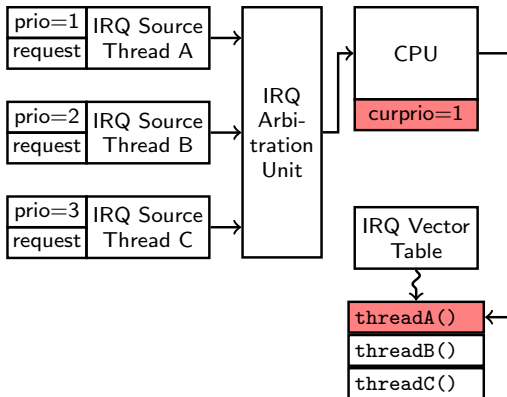 prio=1
request
IRQ Source
Thread A
prio=2
request
IRQ Source
Thread B
prio=3
request
IRQ Source
Thread C
IRQ
Arbi-
tration
Unit
CPU
curprio=1
IRQ Vector
Table
threadA()
threadB()
threadC()